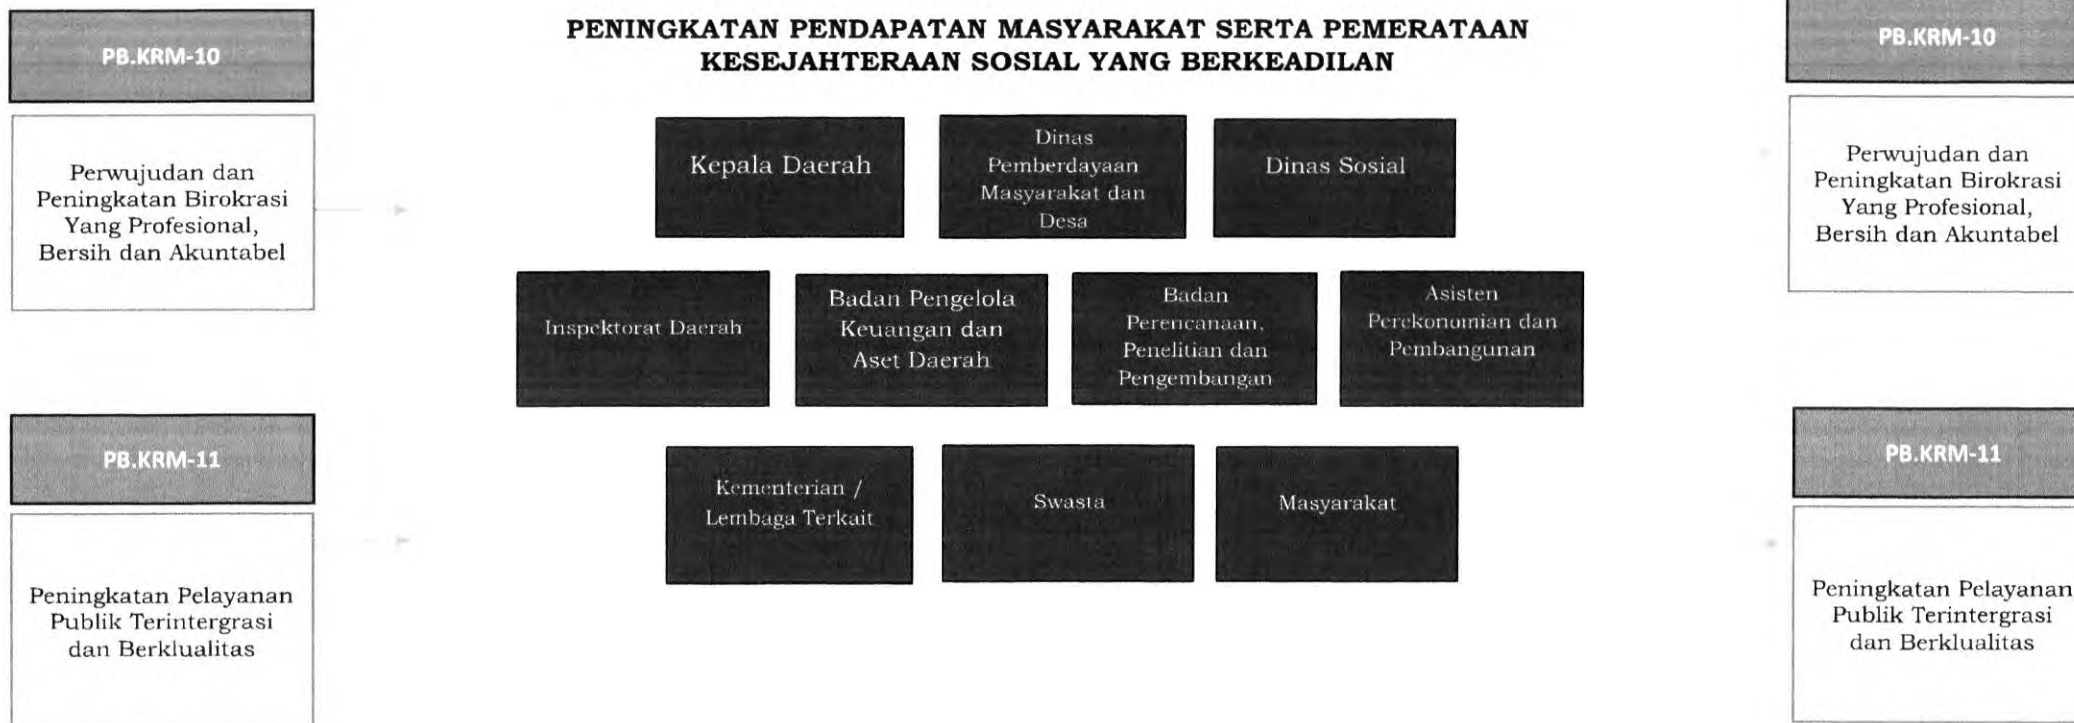 PB.KRM-10
Perwujudan dan
Peningkatan Birokrasi
Yang Profesional,
Bersih dan Akuntabel
PB.KRM-11
Peningkatan Pelayanan
Publik Terintergrasi
dan Berklualitas
PENINGKATAN PENDAPATAN MASYARAKAT SERTA PEMERATAAN
KESEJAHTERAAN SOSIAL YANG BERKEADILAN
Kepala Daerah
Dinas
Pemberdayaan
Masyarakat dan
Desa
Dinas Sosial
Inspektorat Daerah
Badan Pengelola
Keuangan dan
Aset Daerah
Badan
Perencanaan,
Penelitian dan
Pengembangan
Asisten
Perekonomian dan
Pembangunan
Kementerian /
Lembaga Terkait
Swasta
Masyarakat
PB.KRM-10
Perwujudan dan
Peningkatan Birokrasi
Yang Profesional,
Bersih dan Akuntabel
PB.KRM-11
Peningkatan Pelayanan
Publik Terintergrasi
dan Berklualitas